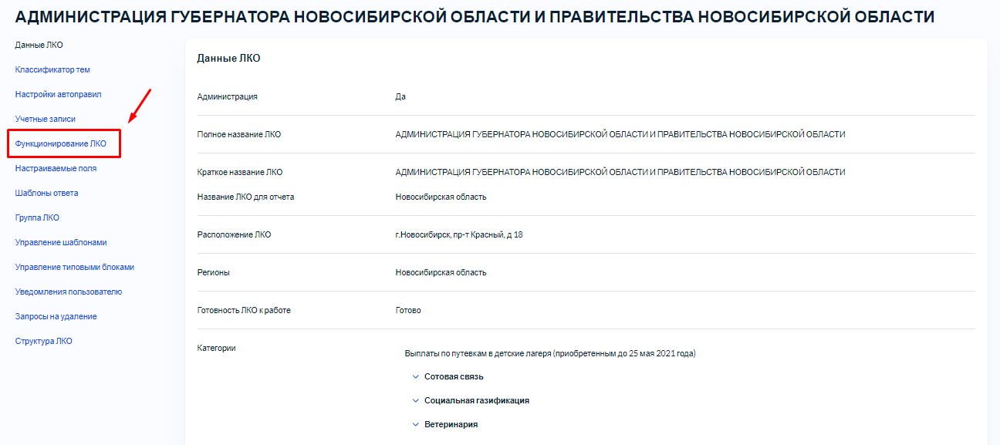 АДМИНИСТРАЦИЯ ГУБЕРНАТОРА НОВОСИБИРСКОЙ ОБЛАСТИ И ПРАВИТЕЛЬСТВА НОВОСИБИРСКОЙ ОБЛАСТИ
Данные ЛКО
Классификатор тем
Настройки автоправил
Учетные записи
Функционирование ЛКО
Настраиваемые поля
Шаблоны ответа
Группа ЛКО
Управление шаблонами
Управление типовыми блоками
Уведомления пользователю
Запросы на удаление
Структура ЛКО
Данные ЛКО
Администрация Да
Полное название ЛКО АДМИНИСТРАЦИЯ ГУБЕРНАТОРА НОВОСИБИРСКОЙ ОБЛАСТИ И ПРАВИТЕЛЬСТВА НОВОСИБИРСКОЙ ОБЛАСТИ
Краткое название ЛКО АДМИНИСТРАЦИЯ ГУБЕРНАТОРА НОВОСИБИРСКОЙ ОБЛАСТИ И ПРАВИТЕЛЬСТВА НОВОСИБИРСКОЙ ОБЛАСТИ
Название ЛКО для отчета Новосибирская область
Расположение ЛКО г.Новосибирск, пр-т Красный, д 18
Регионы Новосибирская область
Готовность ЛКО к работе Готово
Категории
Выплаты по путевкам в детские лагеря (приобретенным до 25 мая 2021 года)
Сотовая связь
Социальная газификация
Ветеринария